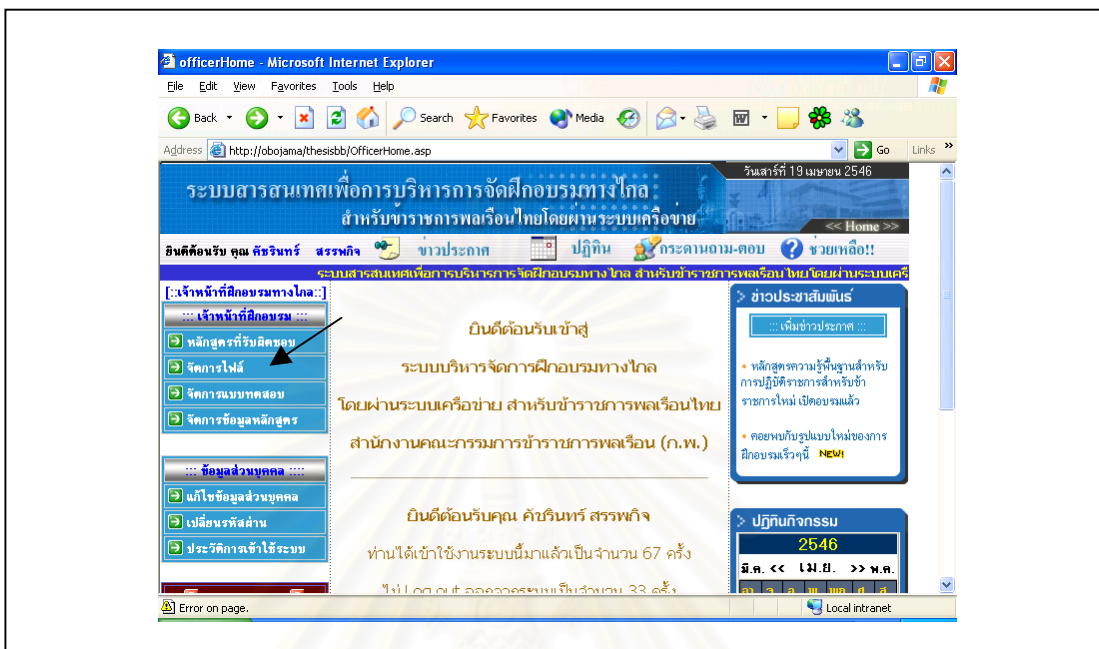 officerHome - Microsoft Internet Explorer
File Edit View Favorites Tools Help
Back Search Favorites Media
Address http://obojama/thesisbb/OfficerHome.asp Go Links »
วันเสาร์ที่ 19 เมษายน 2546
ระบบสารสนเทศเพื่อการบริหารการจัดฝึกอบรมทางไกล
สำหรับข้าราชการพลเรือนไทยโดยผ่านระบบเครือข่าย
<< Home >>
ยินดีต้อนรับ คุณ คัชรินทร์ สรรพกิจ ข่าวประกาศ ปฏิทิน กระดานถาม-ตอบ ช่วยเหลือ!!
ระบบสารสนเทศเพื่อการบริหารการจัดฝึกอบรมทางไกล สำหรับข้าราชการพลเรือนไทยโดยผ่านระบบเครื
[::เจ้าหน้าที่ฝึกอบรมทางไกล::]
::: เจ้าหน้าที่ฝึกอบรม :::
หลักสูตรที่รับผิดชอบ
จัดการไฟล์
จัดการแบบทดสอบ
จัดการข้อมูลหลักสูตร
::: ข้อมูลส่วนบุคคล ::::
แก้ไขข้อมูลส่วนบุคคล
เปลี่ยนรหัสผ่าน
ประวัติการเข้าใช้ระบบ
ยินดีต้อนรับเข้าสู่
ระบบบริหารจัดการฝึกอบรมทางไกล
โดยผ่านระบบเครือข่าย สำหรับข้าราชการพลเรือนไทย
สำนักงานคณะกรรมการข้าราชการพลเรือน (ก.พ.)
ยินดีต้อนรับคุณ คัชรินทร์ สรรพกิจ
ท่านได้เข้าใช้งานระบบนี้มาแล้วเป็นจำนวน 67 ครั้ง
ไม่ Log out ออกจากระบบเป็นจำนวน 33 ครั้ง
ข่าวประชาสัมพันธ์
::: เพิ่มข่าวประกาศ :::
• หลักสูตรความรู้พื้นฐานสำหรับ
การปฏิบัติราชการสำหรับข้า
ราชการใหม่ เปิดอบรมแล้ว
• คอยพบกับรูปแบบใหม่ของการ
ฝึกอบรมเร็วๆนี้ NEW!
ปฏิทินกิจกรรม
2546
มี.ค. << เม.ย. >> พ.ค.
อา จ อ พ พฤ ศ ส
Error on page. Local intranet